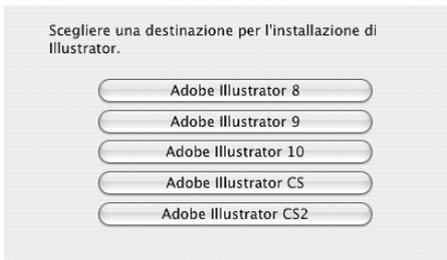 Scegliere una destinazione per l'installazione di
Illustrator.
Adobe Illustrator 8
Adobe Illustrator 9
Adobe Illustrator 10
Adobe Illustrator CS
Adobe Illustrator CS2